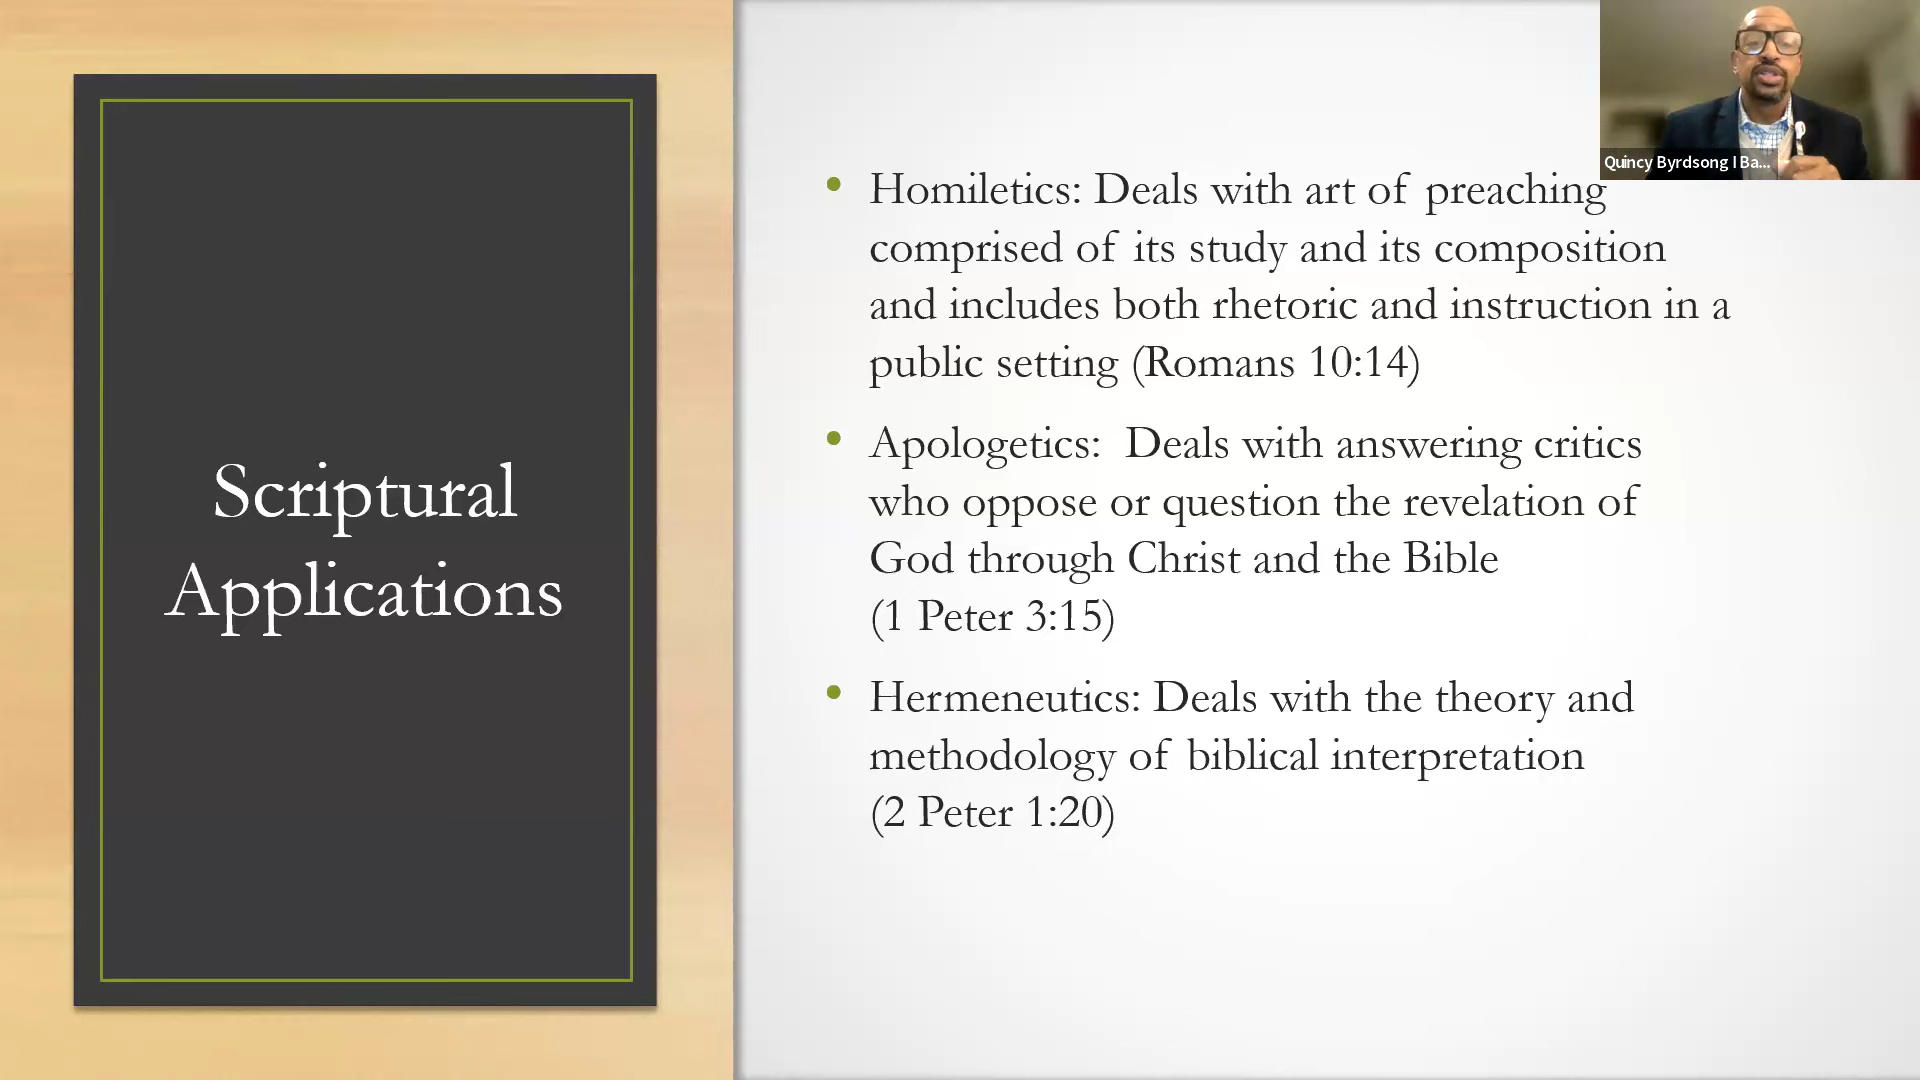 Scriptural
Applications
Quincy Byrdsong l Ba...
• Homiletics: Deals with art of preaching
comprised of its study and its composition
and includes both rhetoric and instruction in a
public setting (Romans 10:14)
• Apologetics: Deals with answering critics
who oppose or question the revelation of
God through Christ and the Bible
(1 Peter 3:15)
• Hermeneutics: Deals with the theory and
methodology of biblical interpretation
(2 Peter 1:20)